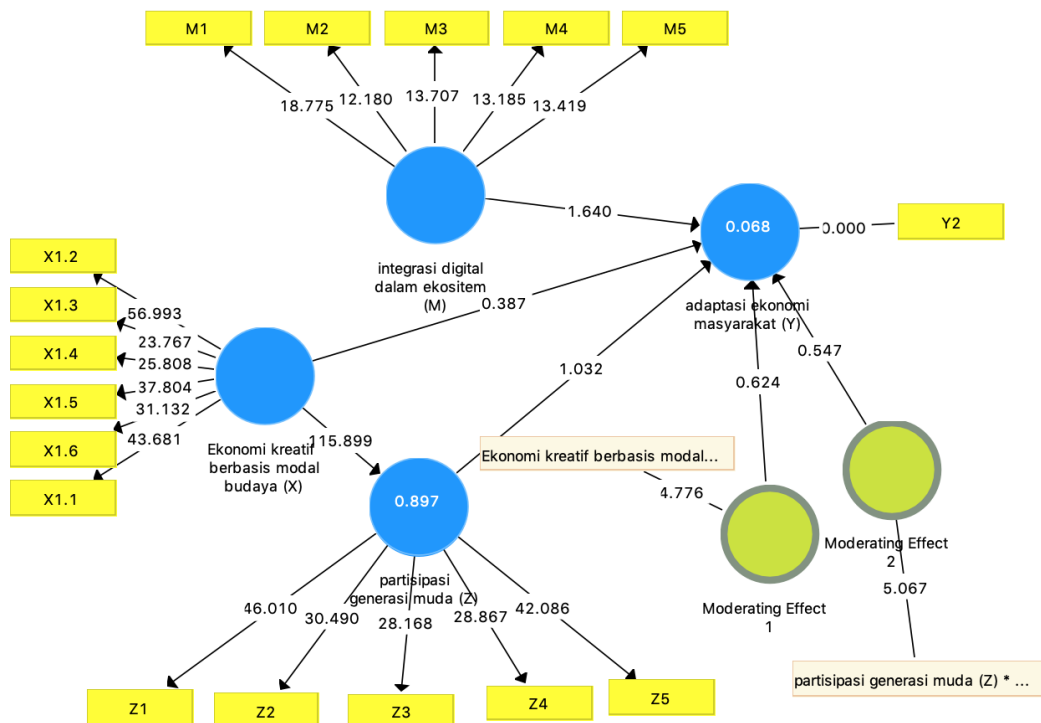 M1
M2
M3
M4
M5
18.775
12.180
13.707
13.185
13.419
1.640
0.068
0.000
Y2
integrasi digital
dalam ekositem
(M)
adaptasi ekonomi
masyarakat (Y)
0.387
X1.2
X1.3
X1.4
X1.5
X1.6
X1.1
56.993
23.767
25.808
37.804
31.132
43.681
Ekonomi kreatif
berbasis modal
budaya (X)
115.899
1.032
0.624
0.547
Ekonomi kreatif berbasis modal...
4.776
0.897
partisipasi
generasi muda (Z)
Moderating Effect
1
Moderating Effect
2
5.067
partisipasi generasi muda (Z) * ...
46.010
30.490
28.168
28.867
42.086
Z1
Z2
Z3
Z4
Z5